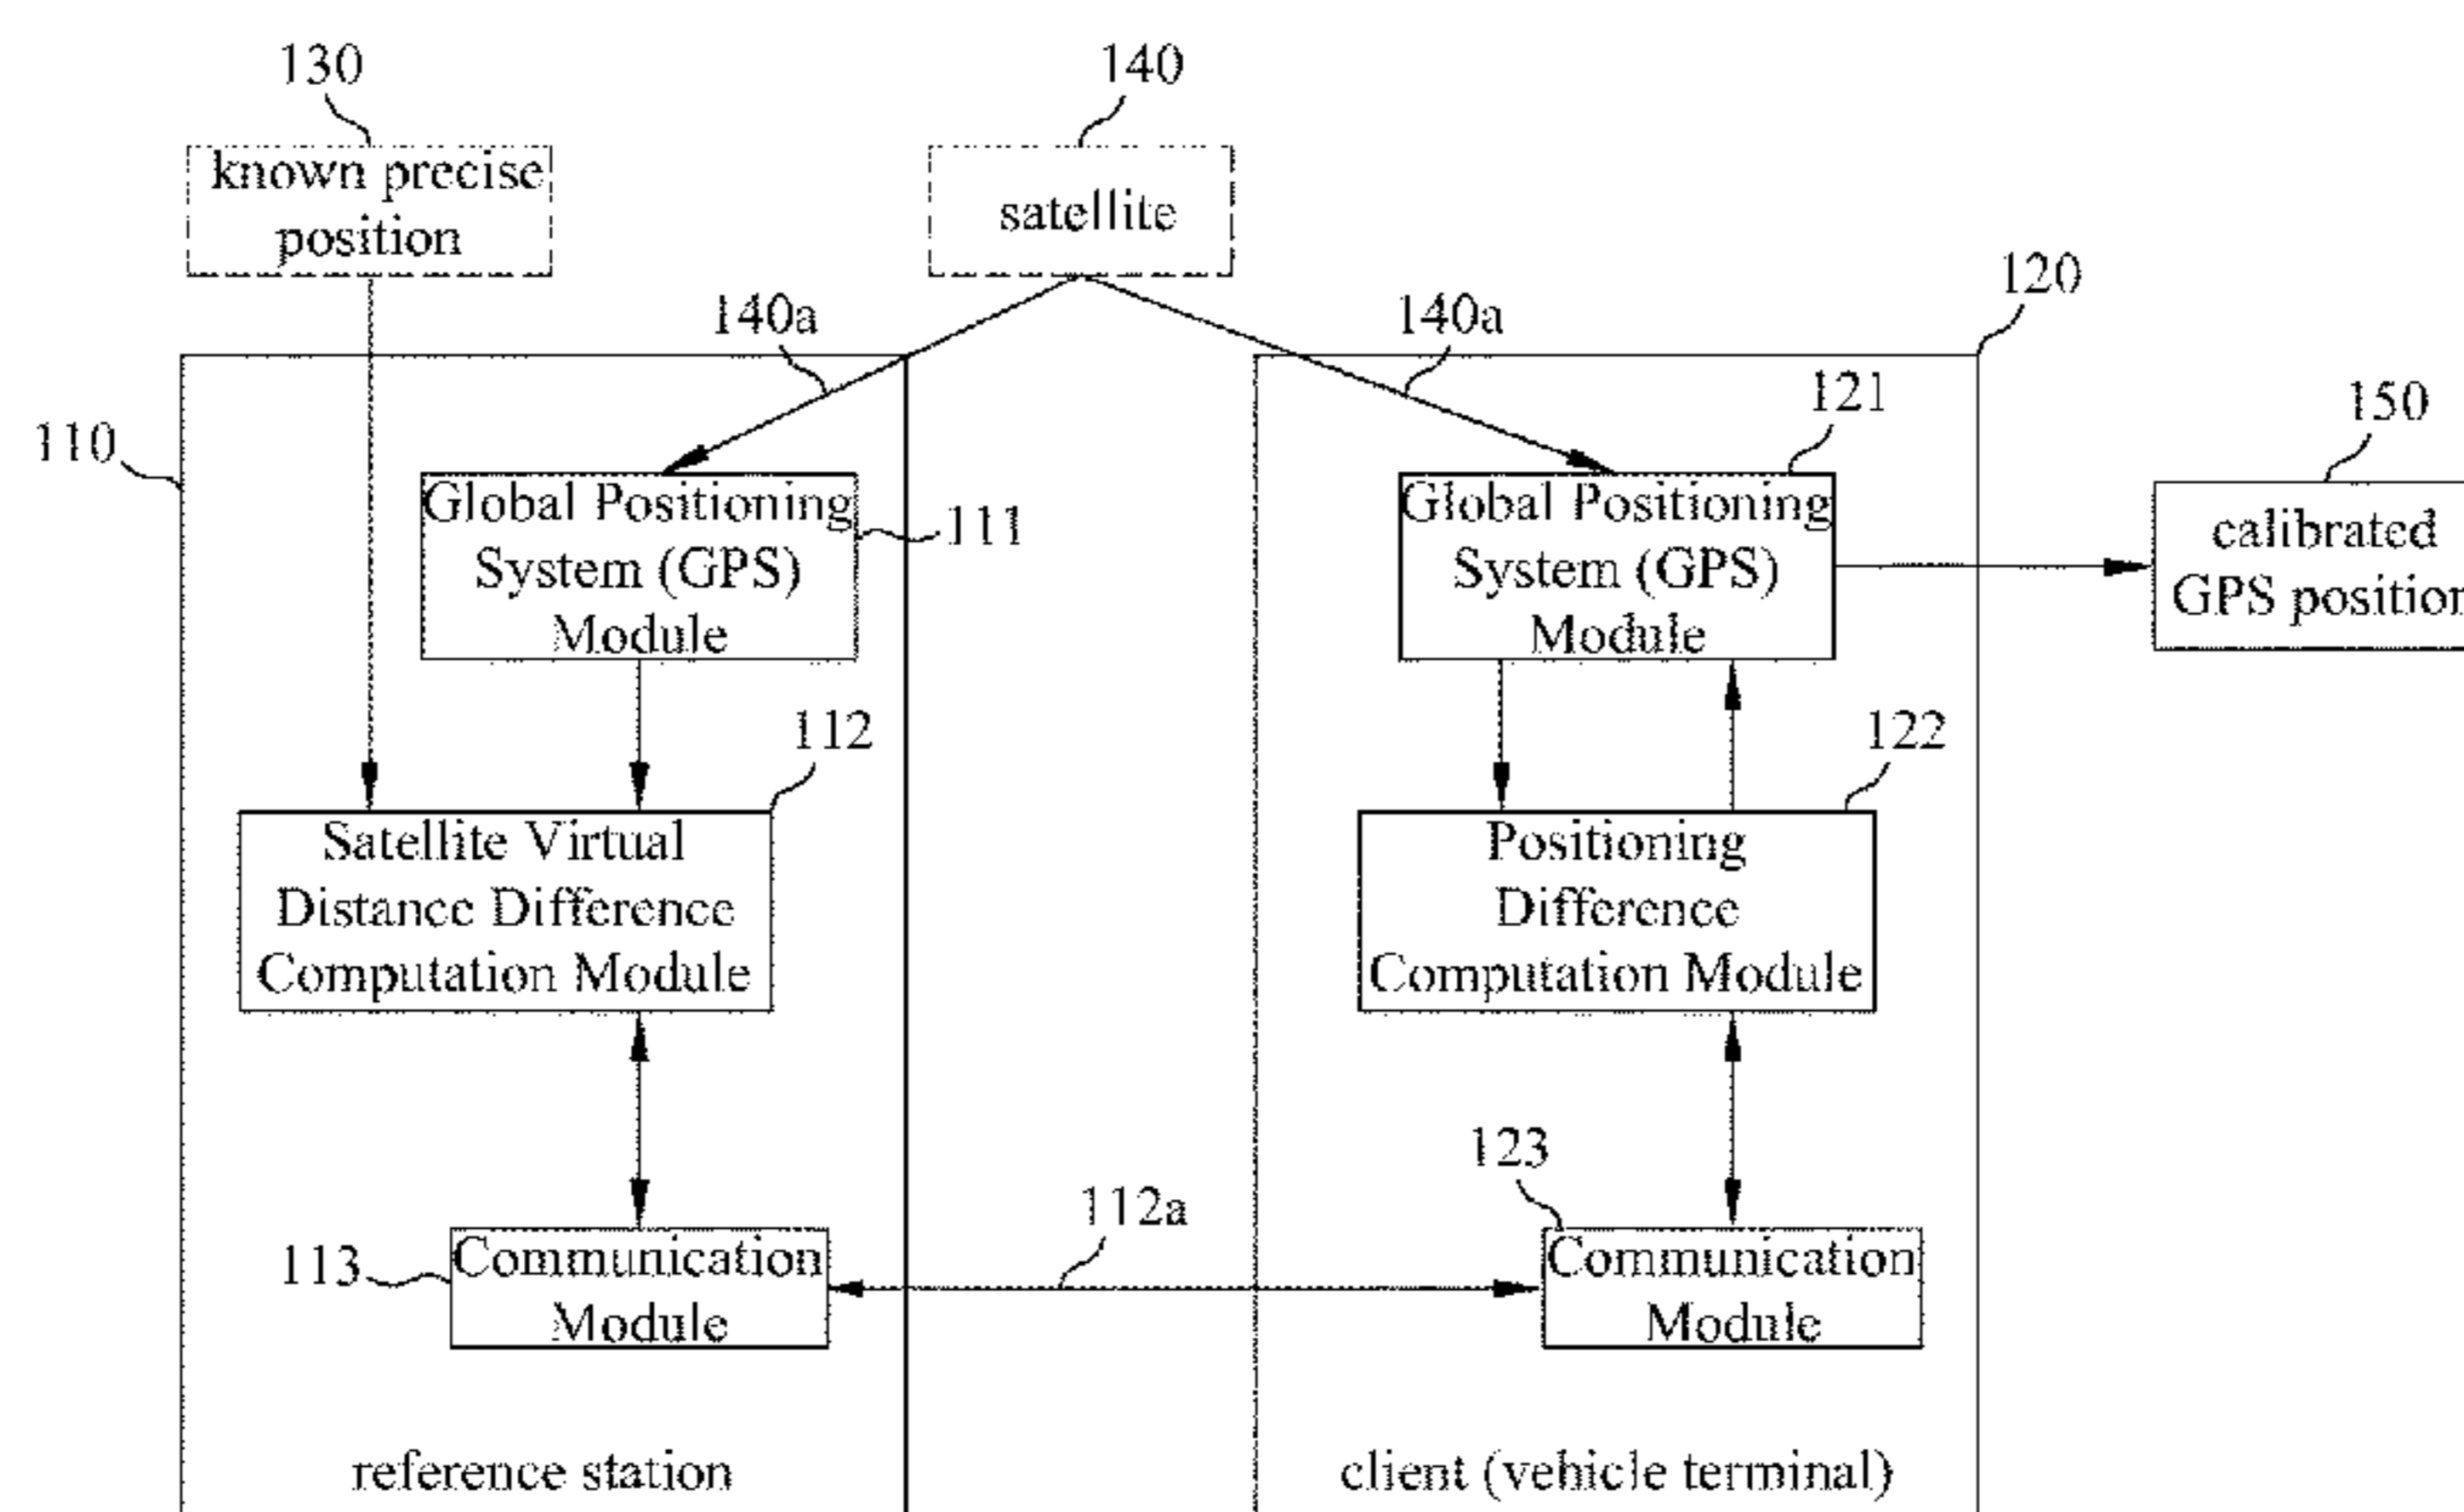 130
140
known precise
position
satellite
120
140a
140a
121
150
110
Global Positioning
System (GPS)
Module
111
Global Positioning
System (GPS)
Module
calibrated
GPS position
112
122
Satellite Virtual
Distance Difference
Computation Module
Positioning
Difference
Computation Module
123
112a
113
Communication
Module
Communication
Module
reference station
client (vehicle terminal)